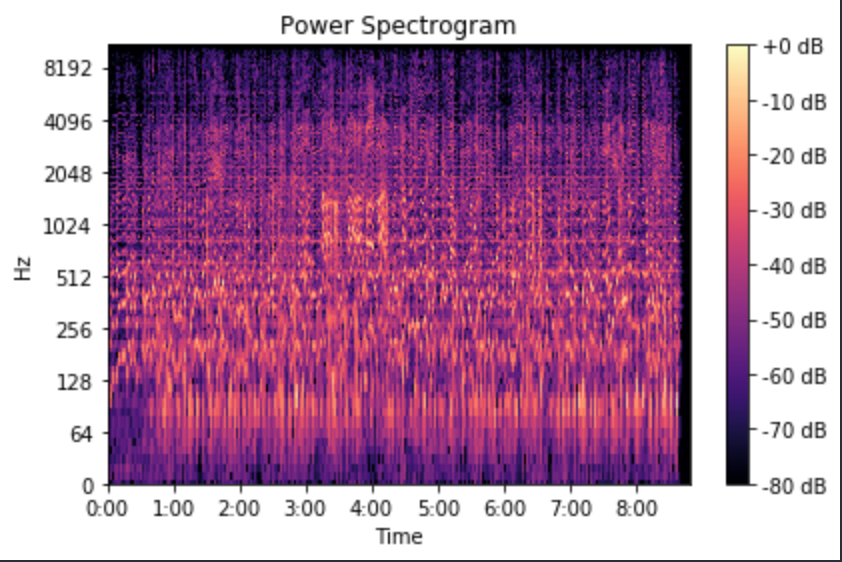 Power Spectrogram
Hz
8192
4096
2048
1024
512
256
128
64
0
0:00 1:00 2:00 3:00 4:00 5:00 6:00 7:00 8:00
Time
+0 dB
-10 dB
-20 dB
-30 dB
-40 dB
-50 dB
-60 dB
-70 dB
-80 dB